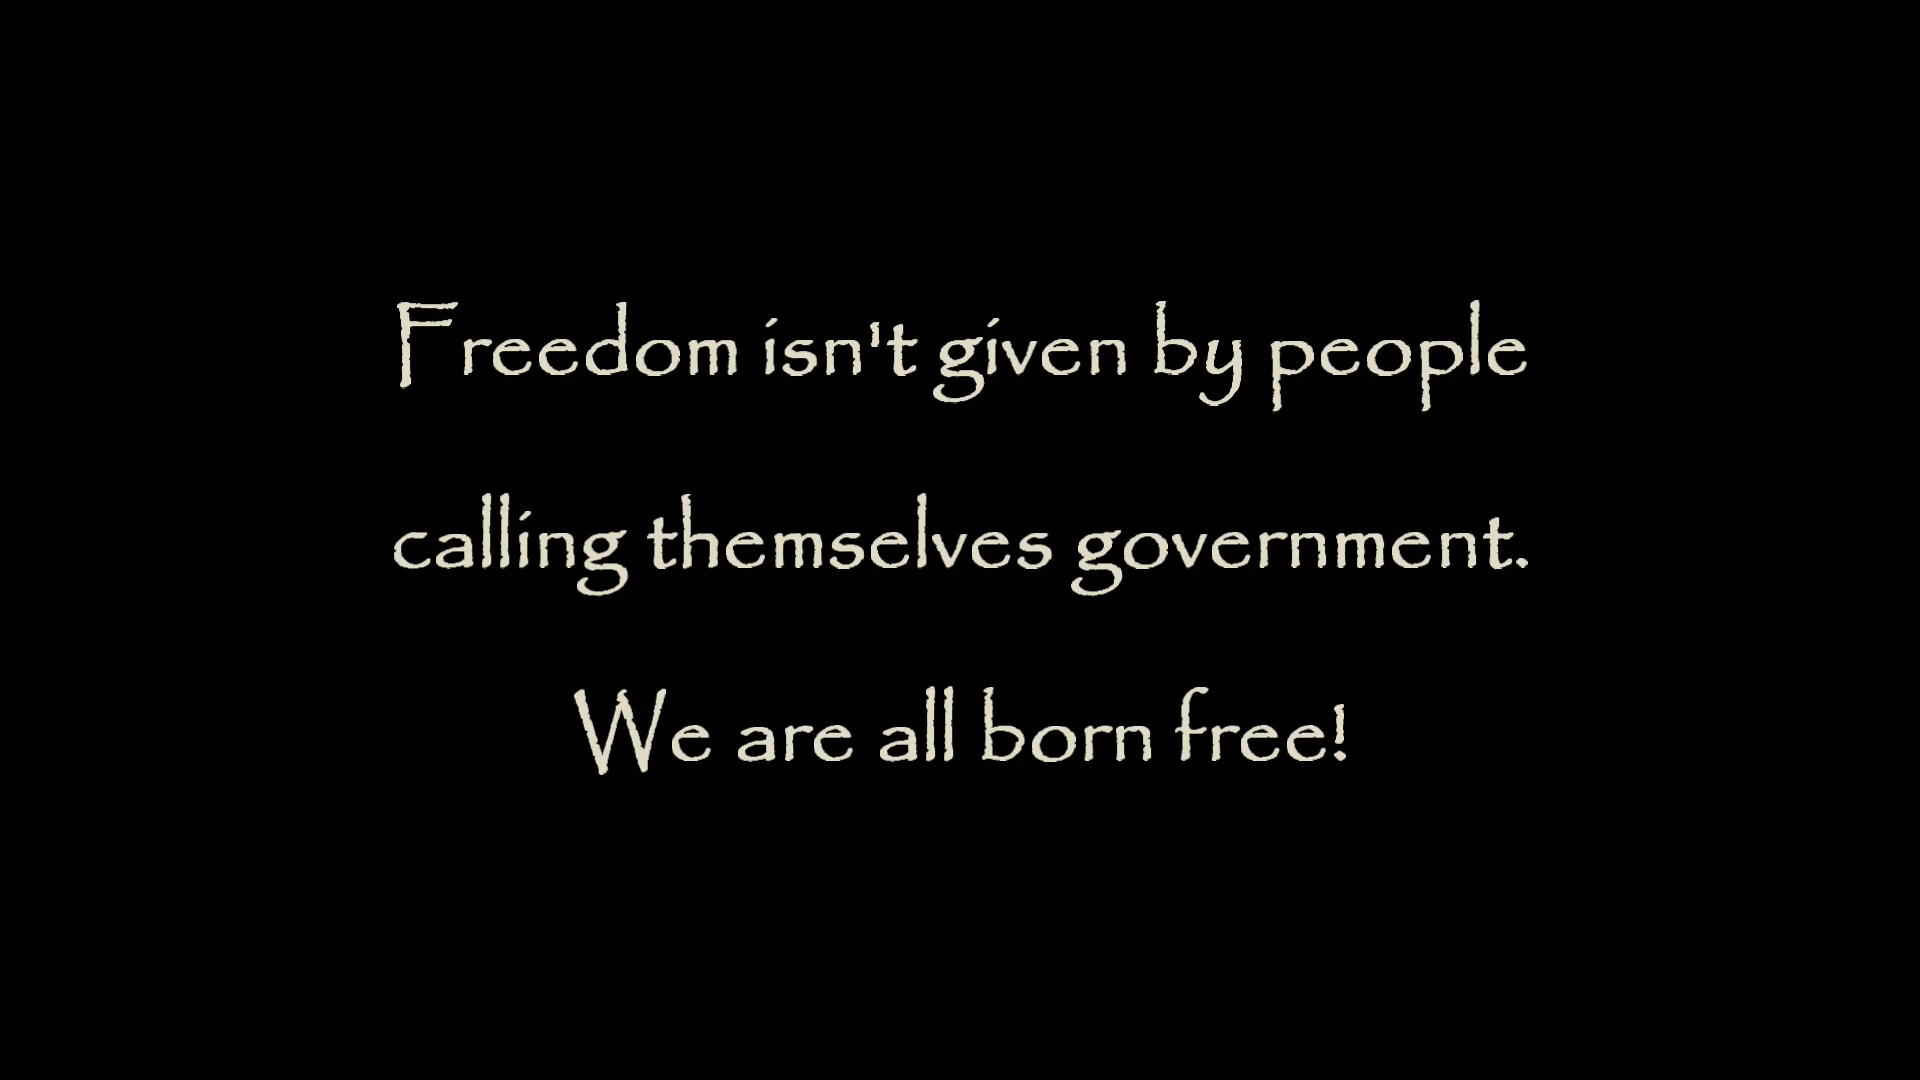 Freedom isn't given by people
calling themselves government.
We are all born free!